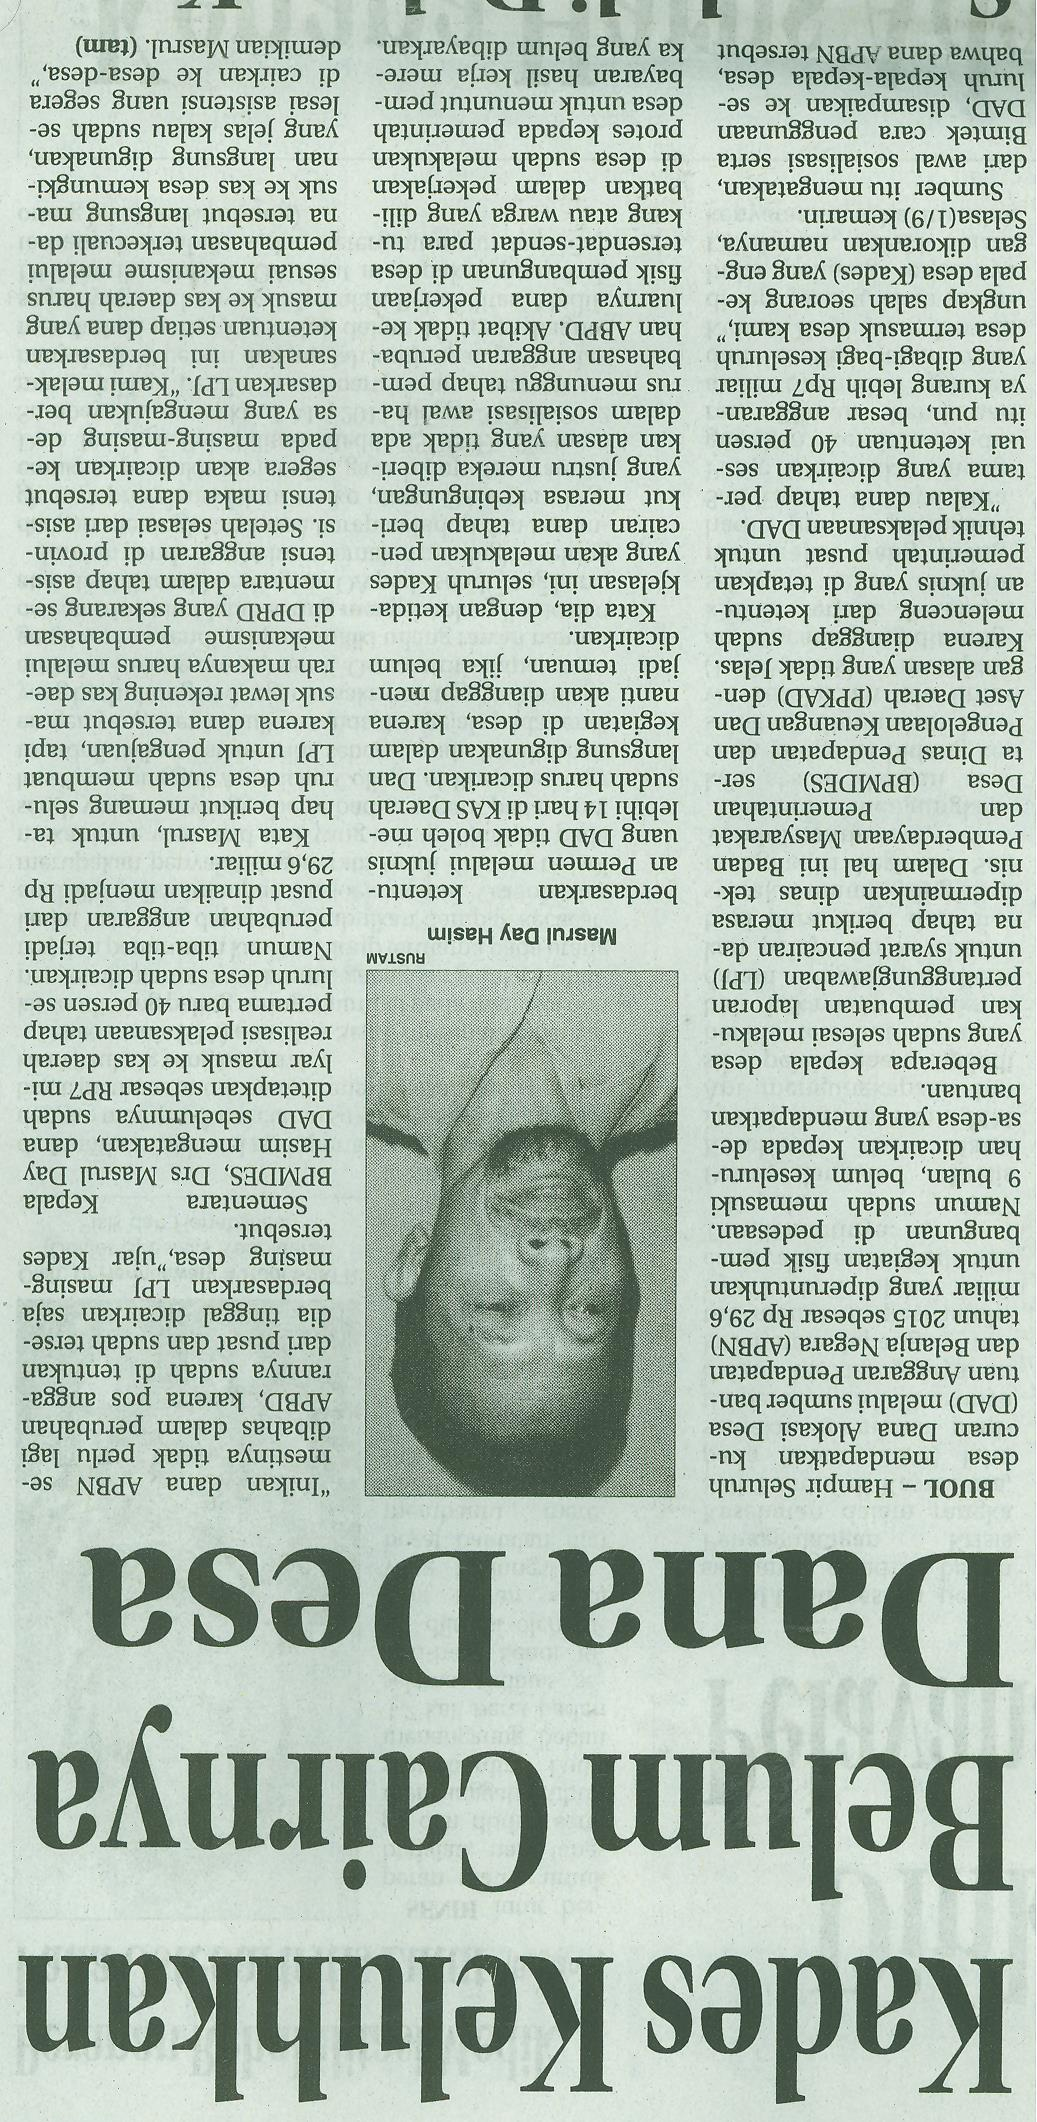 Kades Keluhkan
Belum Cairnya
Dana Desa
BUOL – Hampir Seluruh
desa mendapatkan ku-
curan Dana Alokasi Desa
(DAD) melalui sumber ban-
tuan Anggaran Pendapatan
dan Belanja Negara (APBN)
tahun 2015 sebesar Rp 29,6
miliar yang diperuntuhkan
untuk kegiatan fisik pem-
bangunan di pedesaan.
Namun sudah memasuki
9 bulan, belum keseluru-
han dicairkan kepada de-
sa-desa yang mendapatkan
bantuan.
Beberapa kepala desa
yang sudah selesai melaku-
kan pembuatan laporan
pertanggungjawaban (LPJ)
untuk syarat pencairan da-
na tahap berikut merasa
dipermainkan dinas tek-
nis. Dalam hal ini Badan
Pemberdayaan Masyarakat
dan Pemerintahan
Desa (BPMDES) ser-
ta Dinas Pendapatan dan
Pengelolaan Keuangan Dan
Aset Daerah (PPKAD) den-
gan alasan yang tidak Jelas.
Karena dianggap sudah
melenceng dari ketentu-
an juknis yang di tetapkan
pemerintah pusat untuk
tehnik pelaksanaan DAD.
“Kalau dana tahap per-
tama yang dicairkan ses-
uai ketentuan 40 persen
itu pun, besar anggaran-
ya kurang lebih Rp7 miliar
yang dibagi-bagi keseluruh
desa termasuk desa kami,”
ungkap salah seorang ke-
pala desa (Kades) yang eng-
gan dikorankan namanya,
Selasa(1/9) kemarin.
Sumber itu mengatakan,
dari awal sosialisasi serta
Bimtek cara penggunaan
DAD, disampaikan ke se-
luruh kepala-kepala desa,
bahwa dana APBN tersebut
RUSTAM
Masrul Day Hasim
berdasarkan ketentu-
an Permen melalui juknis
uang DAD tidak boleh me-
lebihi 14 hari di KAS Daerah
sudah harus dicarikan. Dan
langsung digunakan dalam
kegiatan di desa, karena
nanti akan dianggap men-
jadi temuan, jika belum
dicairkan.
Kata dia, dengan ketida-
kjelasan ini, seluruh Kades
yang akan melakukan pen-
cairan dana tahap beri-
kut merasa kebingungan,
yang justru mereka diberi-
kan alasan yang tidak ada
dalam sosialisasi awal ha-
rus menunggu tahap pem-
bahasan anggaran peruba-
han ABPD. Akibat tidak ke-
luarnya dana pekerjaan
fisik pembangunan di desa
tersendat-sendat para tu-
kang atau warga yang dili-
batkan dalam pekerjakan
di desa sudah melakukan
protes kepada pemerintah
desa untuk menuntut pem-
bayaran hasil kerja mere-
ka yang belum dibayarkan.
“Inikan dana APBN se-
mestinya tidak perlu lagi
dibahas dalam perubahan
APBD, karena pos angga-
rannya sudah di tentukan
dari pusat dan sudah terse-
dia tinggal dicairkan saja
berdasarkan LPJ masing-
masing desa,”ujar Kades
tersebut.
Sementara Kepala
BPMDES, Drs Masrul Day
Hasim mengatakan, dana
DAD sebelumnya sudah
ditetapkan sebesar RP7 mi-
lyar masuke ke kas daerah
realisasi pelaksanaan tahap
pertama baru 40 persen se-
luruh desa sudah dicairkan.
Namun tiba-tiba terjadi
perubahan anggaran dari
pusat dinaikan menjadi Rp
29,6 miliar.
Kata Masrul, untuk ta-
hap berikut memang selu-
ruh desa sudah membuat
LPJ untuk pengajuan, tapi
karena dana tersebut ma-
suk lewat rekening kas dae-
rah makanya harus melalui
mekanisme pembahasan
di DPRD yang sekarang se-
mentara dalam tahap asis-
tensi anggaran di provin-
si. Setelah selasai dari asis-
tensi maka dana tersebut
segera akan dicairkan ke-
pada masing-masing de-
sa yang mengajukan ber-
dasarkan LPJ. “Kami melak-
sanakan ini berdasarkan
ketentuan setiap dana yang
masuk ke kas daerah harus
sesuai mekanisme melalui
pembahasan terkecuali da-
na tersebut langsung ma-
suk ke kas desa kemungki-
nan langsung digunakan,
yang jelas kalau sudah se-
lesai asistensi uang segera
di cairkan ke desa-desa,”
demikian Masrul. (tam)